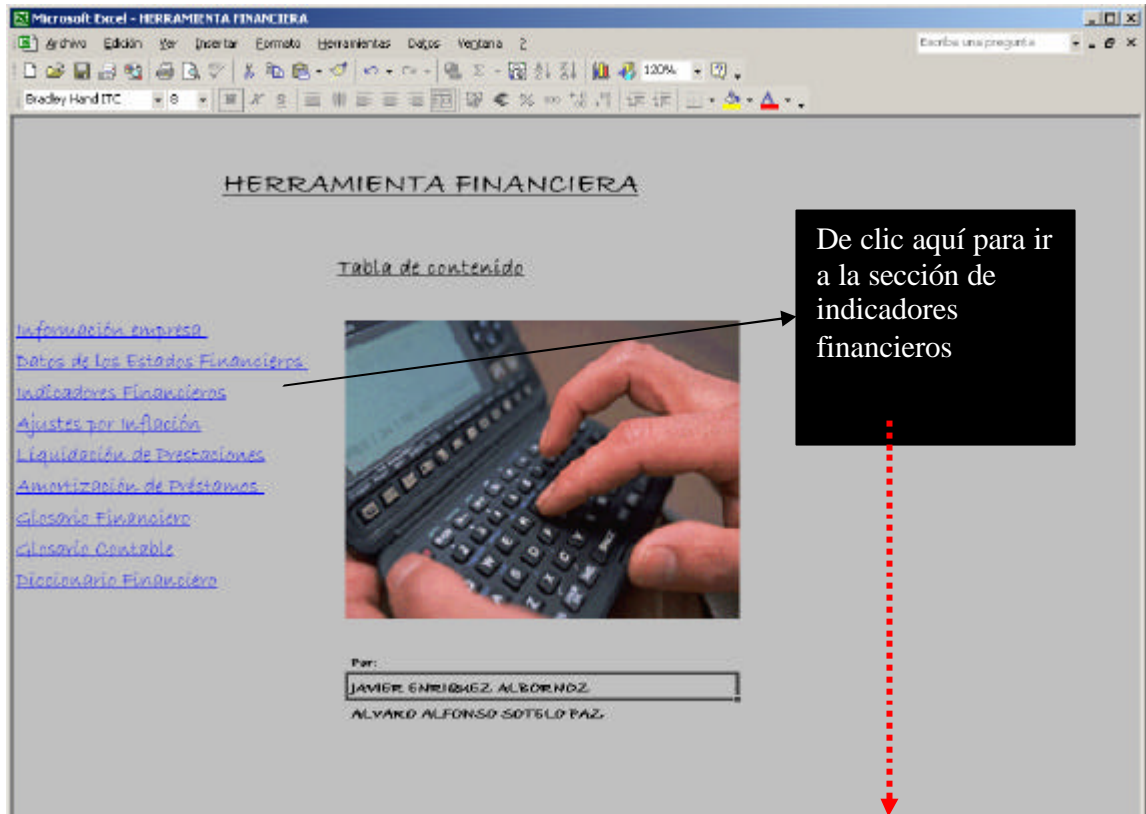 Microsoft Excel - HERRAMIENTA FINANCIERA
Archivo Edición Ver Insertar Formato Herramientas Datos Ventana ?
Escriba una pregunta
120%
Bradley Hand ITC 8
HERRAMIENTA FINANCIERA
Tabla de contenido
Información empresa
Datos de los Estados Financieros
Indicadores Financieros
Ajustes por Inflación
Liquidación de Prestaciones
Amortización de Préstamos
Glosario Financiero
Glosario Contable
Diccionario Financiero
De clic aquí para ir
a la sección de
indicadores
financieros
Por:
JAVIER ENRIQUEZ ALBORNOZ
ALVARO ALFONSO SOTELO PAZ